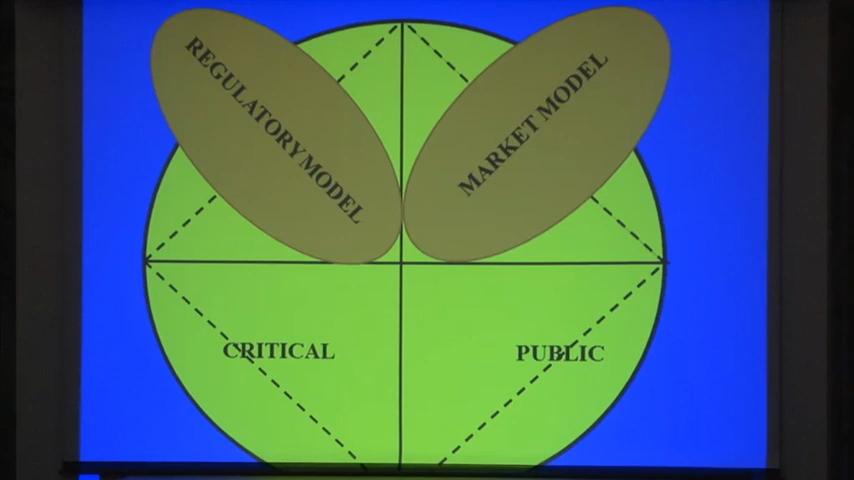 REGULATORY MODEL
MARKET MODEL
CRITICAL
PUBLIC